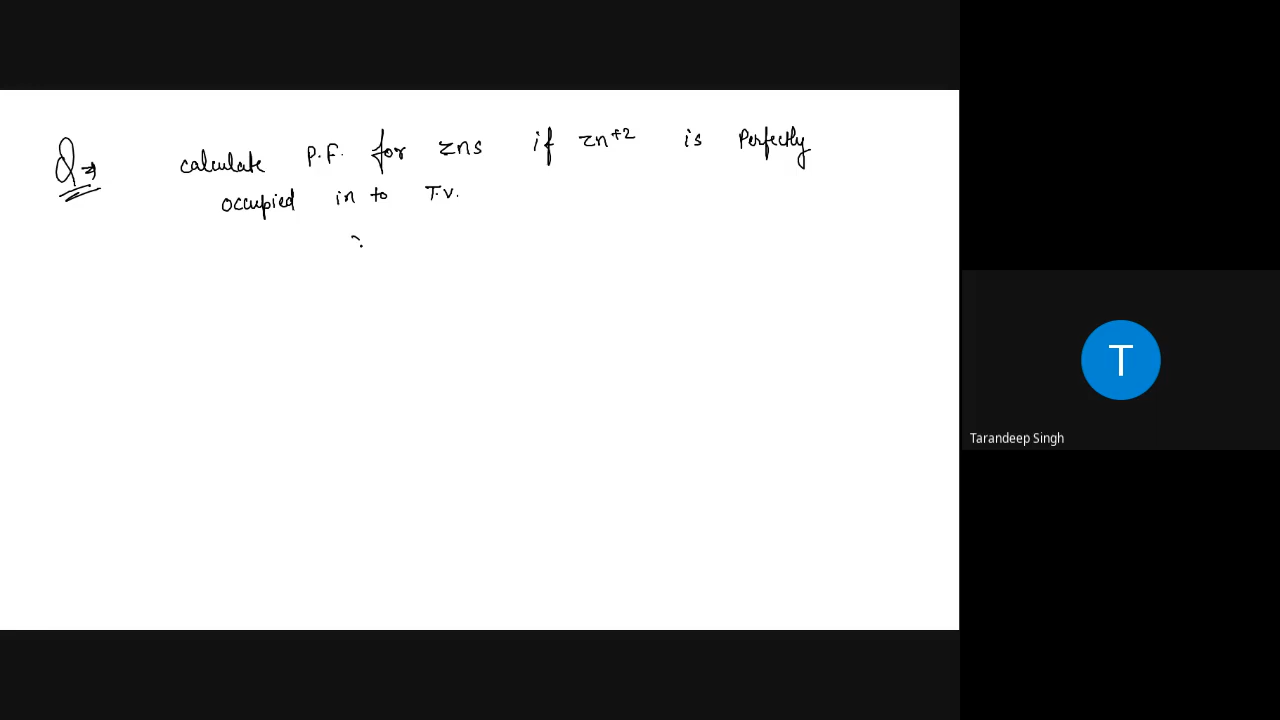 Q→ calculate P.F. for zns if zn+2 is Perfectly
occupied in to T.V.
T
Tarandeep Singh